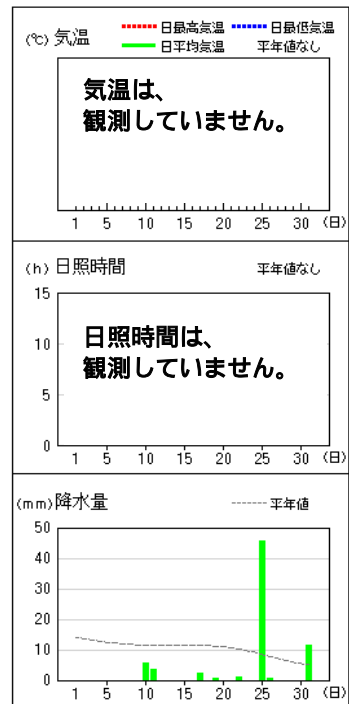 (℃) 気温 日最高気温 日最低気温
日平均気温 平年値なし
気温は、
観測していません。
1 5 10 15 20 25 30 (日)
(h) 日照時間 平年値なし
15
10
5
0
日照時間は、
観測していません。
1 5 10 15 20 25 30 (日)
(mm) 降水量 平年値
50
40
30
20
10
0
1 5 10 15 20 25 30 (日)